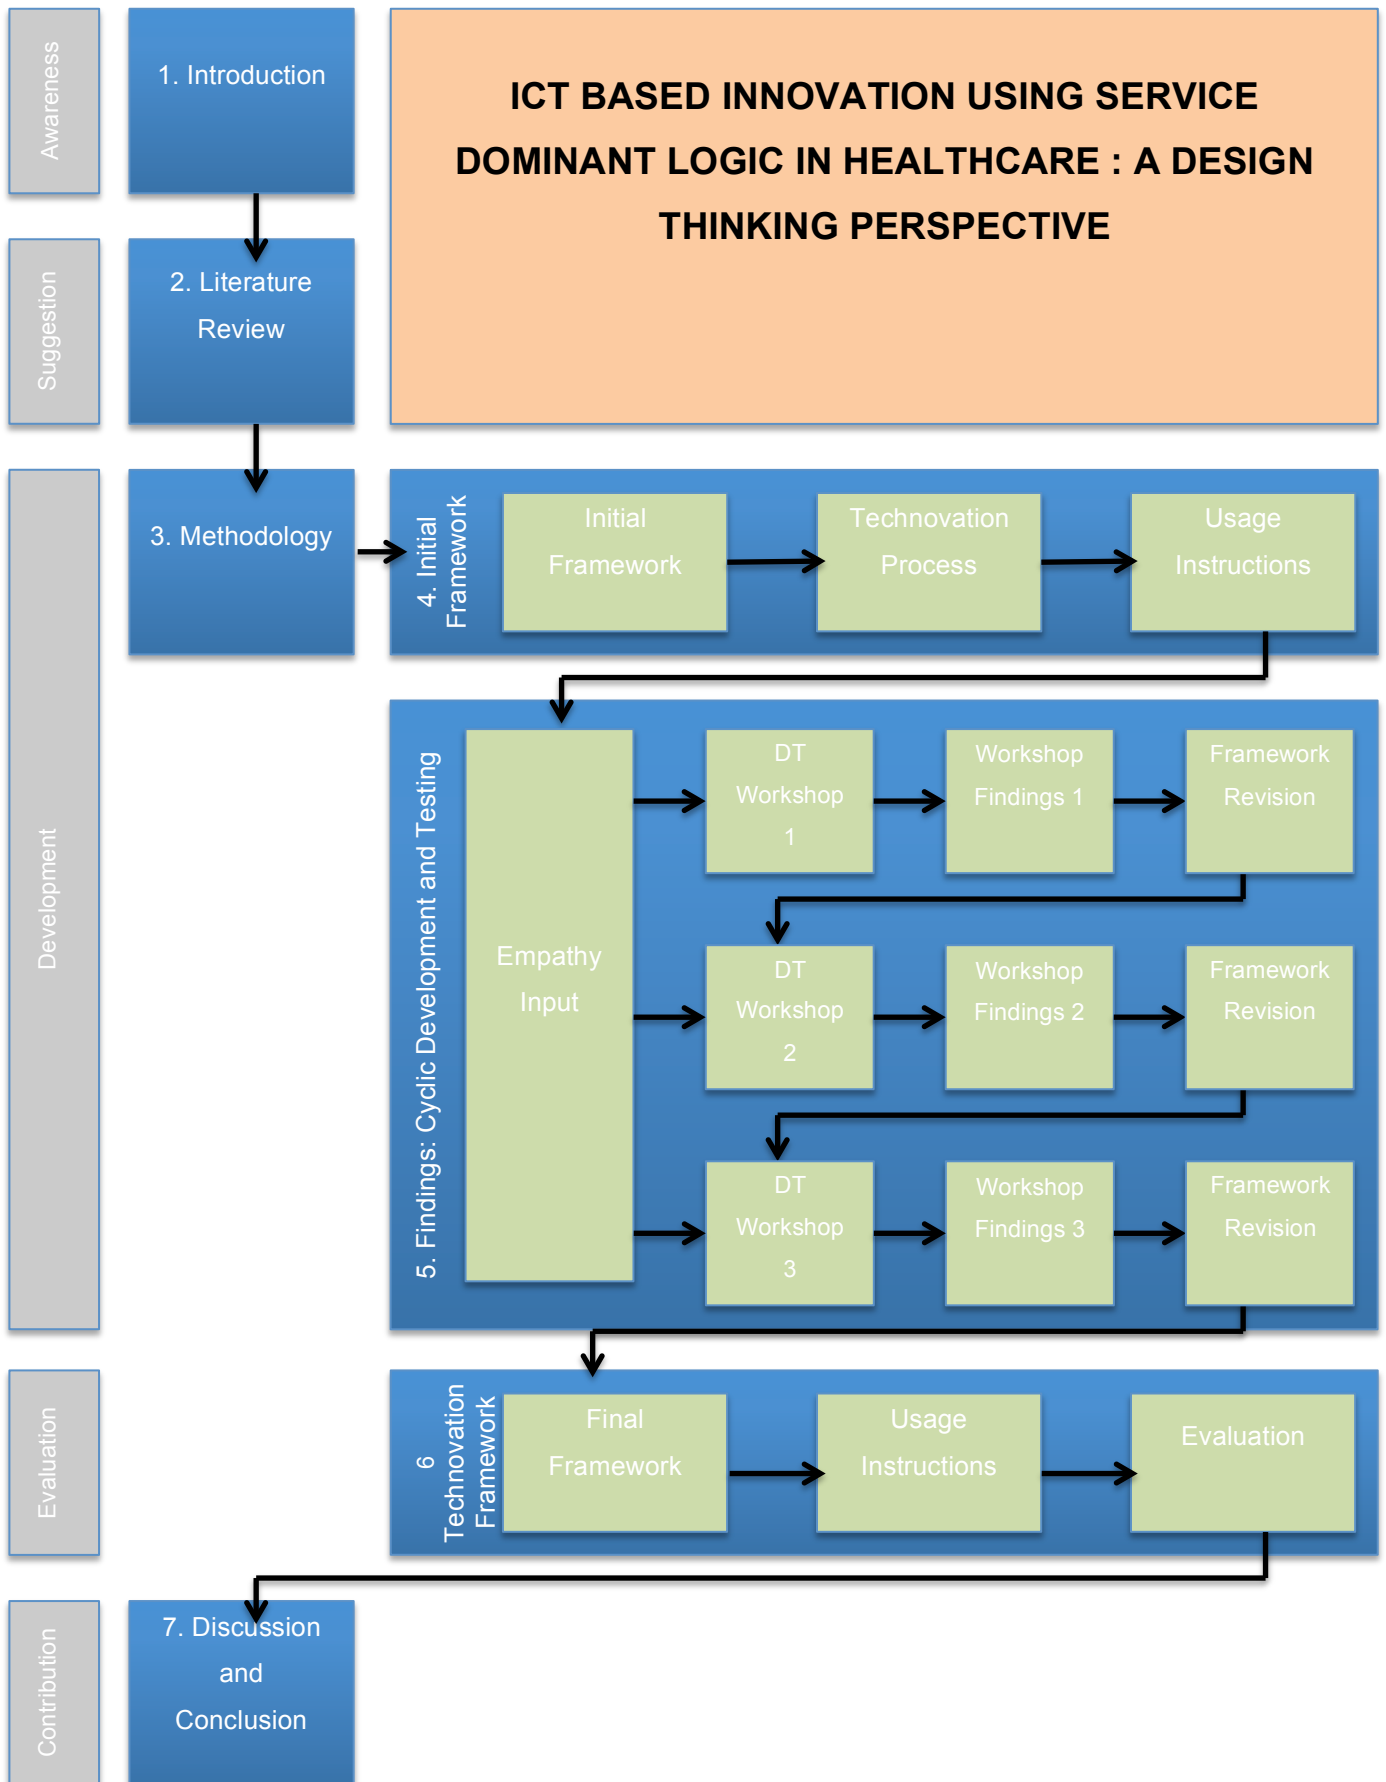 Awareness
1. Introduction
ICT BASED INNOVATION USING SERVICE
DOMINANT LOGIC IN HEALTHCARE : A DESIGN
THINKING PERSPECTIVE
Suggestion
2. Literature
Review
Development
3. Methodology
4. Initial
Framework
Initial
Framework
Technovation
Process
Usage
Instructions
5. Findings: Cyclic Development and Testing
Empathy
Input
DT
Workshop
1
Workshop
Findings 1
Framework
Revision
DT
Workshop
2
Workshop
Findings 2
Framework
Revision
DT
Workshop
3
Workshop
Findings 3
Framework
Revision
Evaluation
6
Technovation
Framework
Final
Framework
Usage
Instructions
Evaluation
Contribution
7. Discussion
and
Conclusion